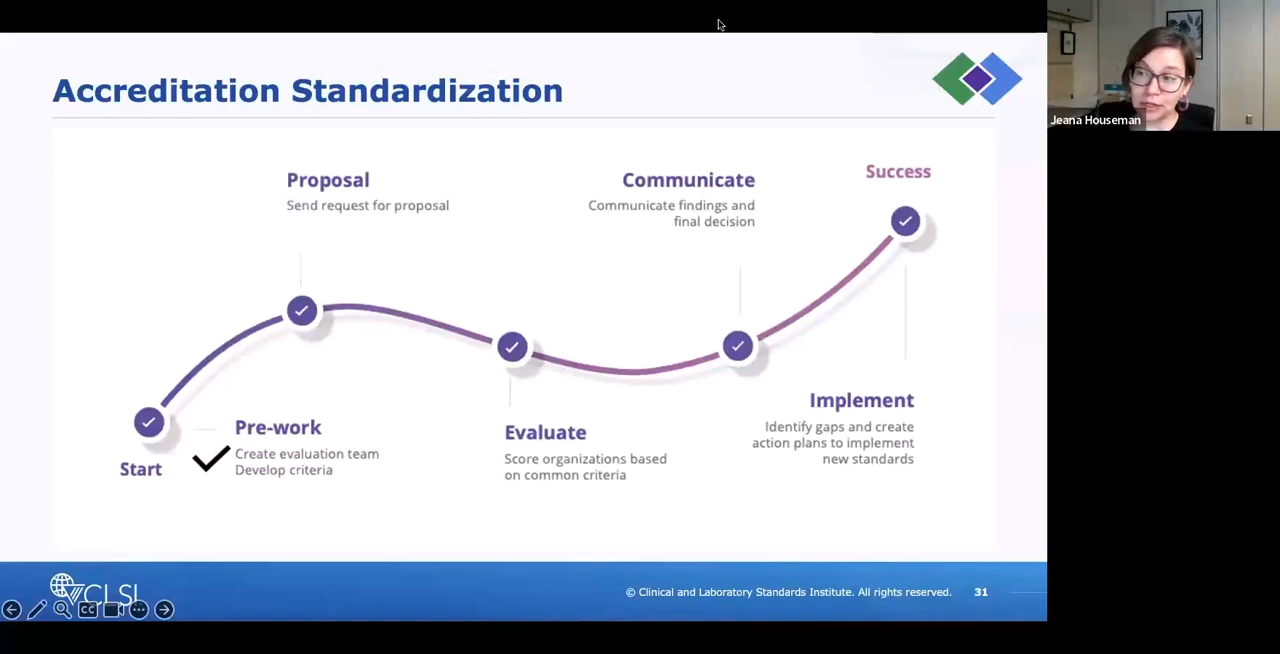 Accreditation Standardization
Jeana Houseman
Proposal
Send request for proposal
Communicate
Communicate findings and
final decision
Success
Start
Pre-work
Create evaluation team
Develop criteria
Evaluate
Score organizations based
on common criteria
Implement
Identify gaps and create
action plans to implement
new standards
CLSI
CC
© Clinical and Laboratory Standards Institute. All rights reserved.
31